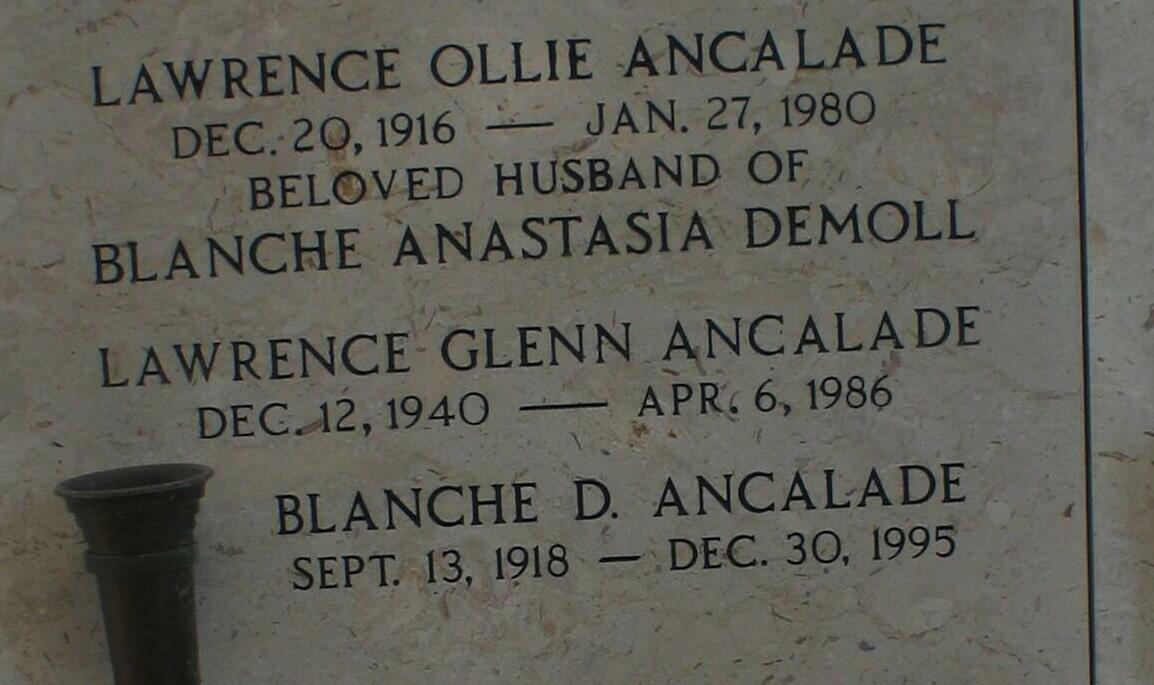 LAWRENCE OLLIE ANCALADE
DEC. 20, 1916 — JAN. 27, 1980
BELOVED HUSBAND OF
BLANCHE ANASTASIA DEMOLL
LAWRENCE GLENN ANCALADE
DEC. 12, 1940 — APR. 6, 1986
BLANCHE D. ANCALADE
SEPT. 13, 1918 — DEC. 30, 1995